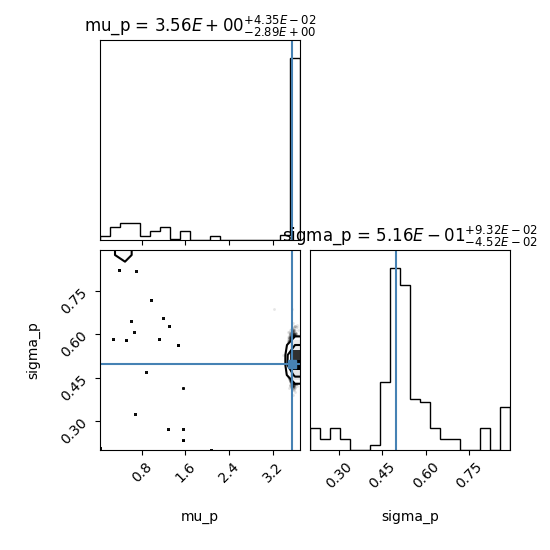 mu_p = 3.56E+00+4.35E−02 −2.89E+00
sigma_p = 5.16E−01+9.32E−02 −4.52E−02
0.75
0.60
0.45
0.30
sigma_p
0.8 1.6 2.4 3.2
0.30 0.45 0.60 0.75
mu_p
sigma_p